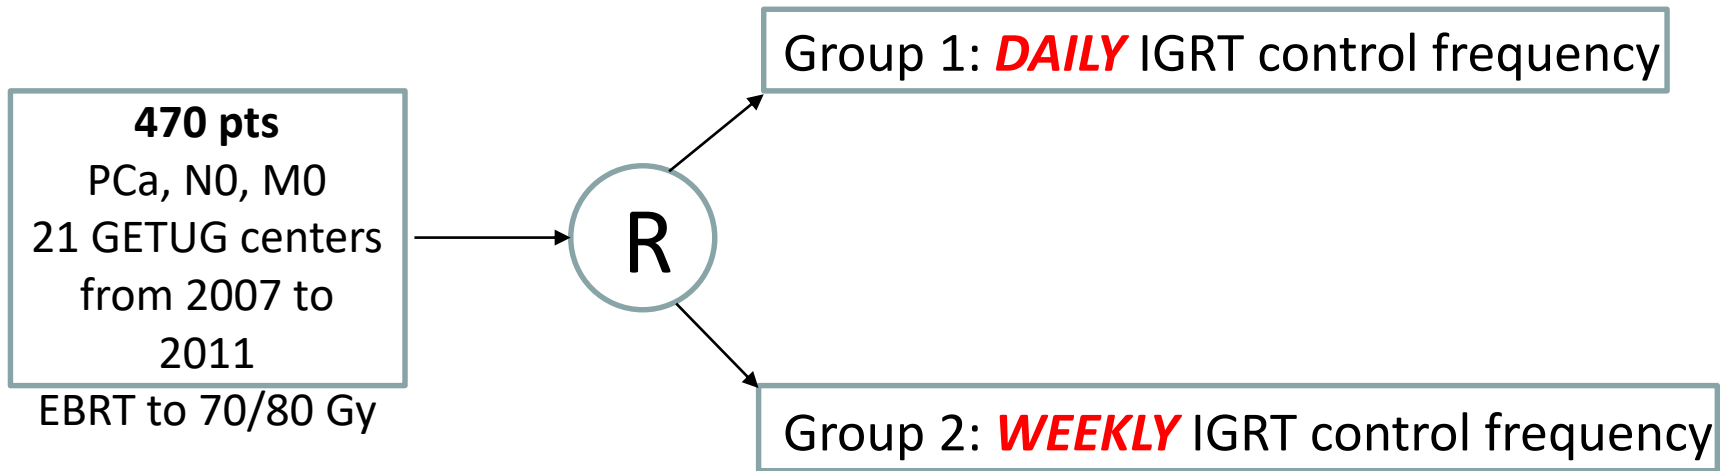 470 pts
PCa, N0, M0
21 GETUG centers
from 2007 to
2011
EBRT to 70/80 Gy
R
Group 1: DAILY IGRT control frequency
Group 2: WEEKLY IGRT control frequency